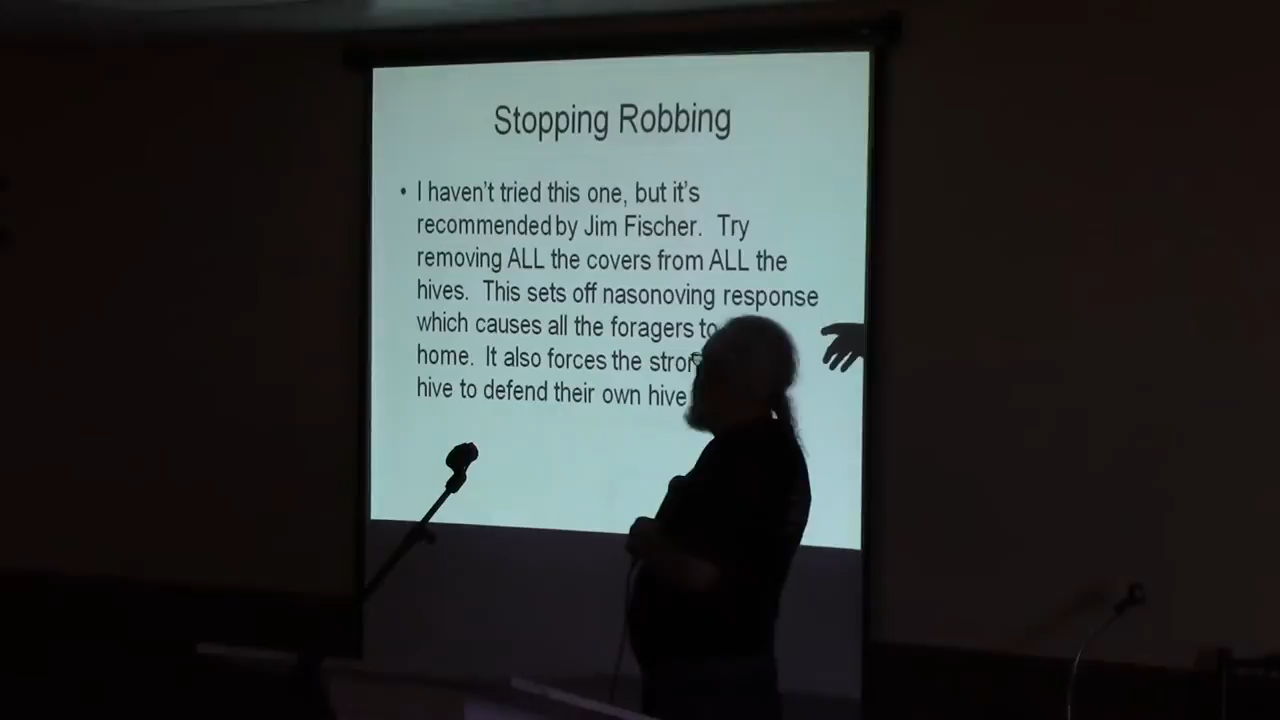 Stopping Robbing
• I haven't tried this one, but it's
recommended by Jim Fischer. Try
removing ALL the covers from ALL the
hives. This sets off nasonoving response
which causes all the foragers to
home. It also forces the
hive to defend their own hive